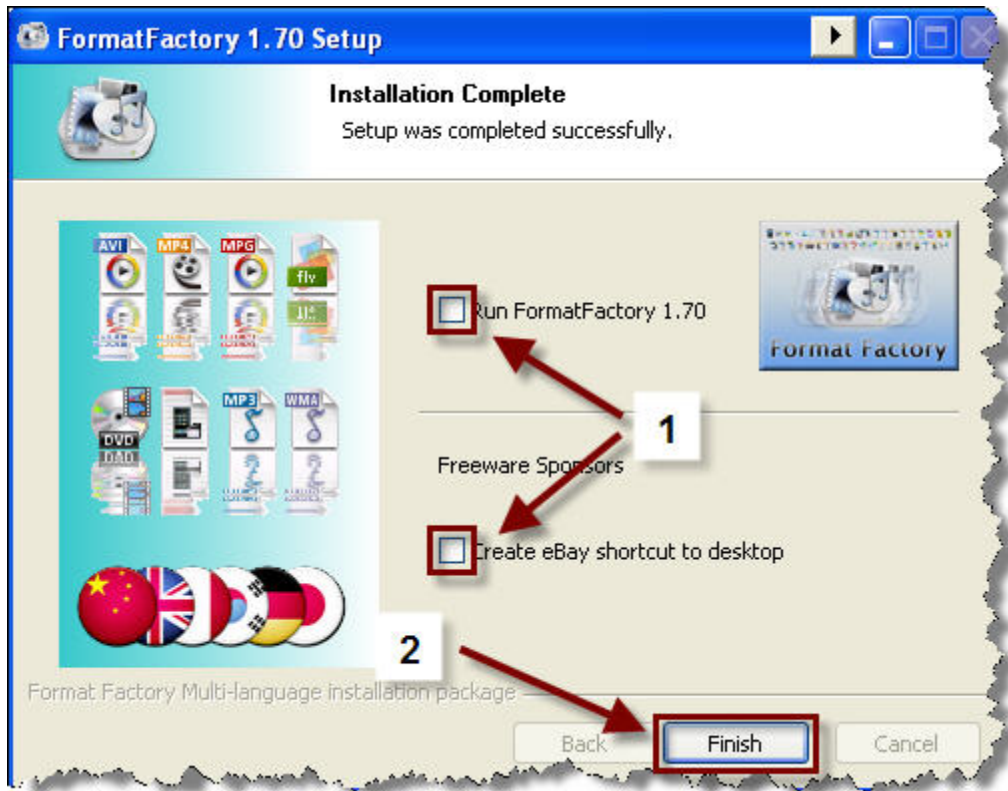 FormatFactory 1.70 Setup
Installation Complete
Setup was completed successfully.
AVI MP4 MPG flv
Run FormatFactory 1.70
Format Factory
DVD MP3 WMA
1
Freeware Sponsors
Create eBay shortcut to desktop
2
Format Factory Multi-language installation package
Back Finish Cancel